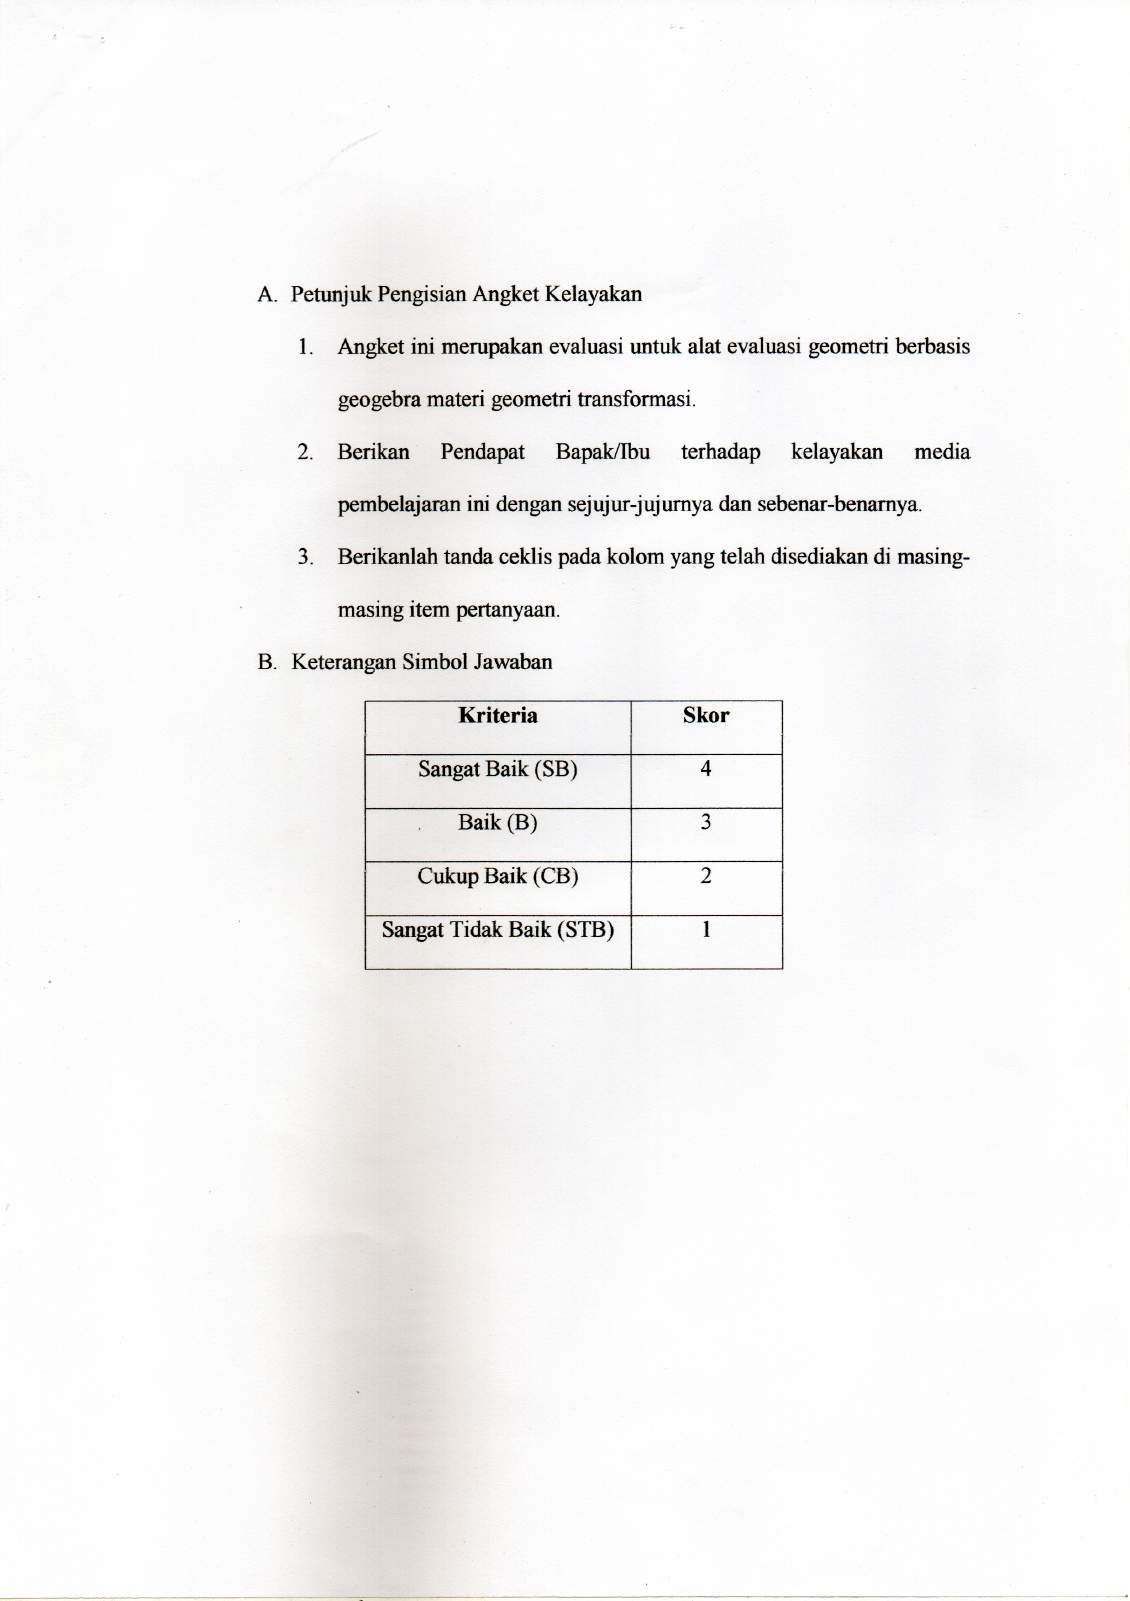 A. Petunjuk Pengisian Angket Kelayakan
1. Angket ini merupakan evaluasi untuk alat evaluasi geometri berbasis
geogebra materi geometri transformasi.
2. Berikan Pendapat Bapak/Ibu terhadap kelayakan media
pembelajaran ini dengan sejujur-jujurnya dan sebenar-benarnya.
3. Berikanlah tanda ceklis pada kolom yang telah disediakan di masing-
masing item pertanyaan.
B. Keterangan Simbol Jawaban
Kriteria Skor
Sangat Baik (SB) 4
Baik (B) 3
Cukup Baik (CB) 2
Sangat Tidak Baik (STB) 1